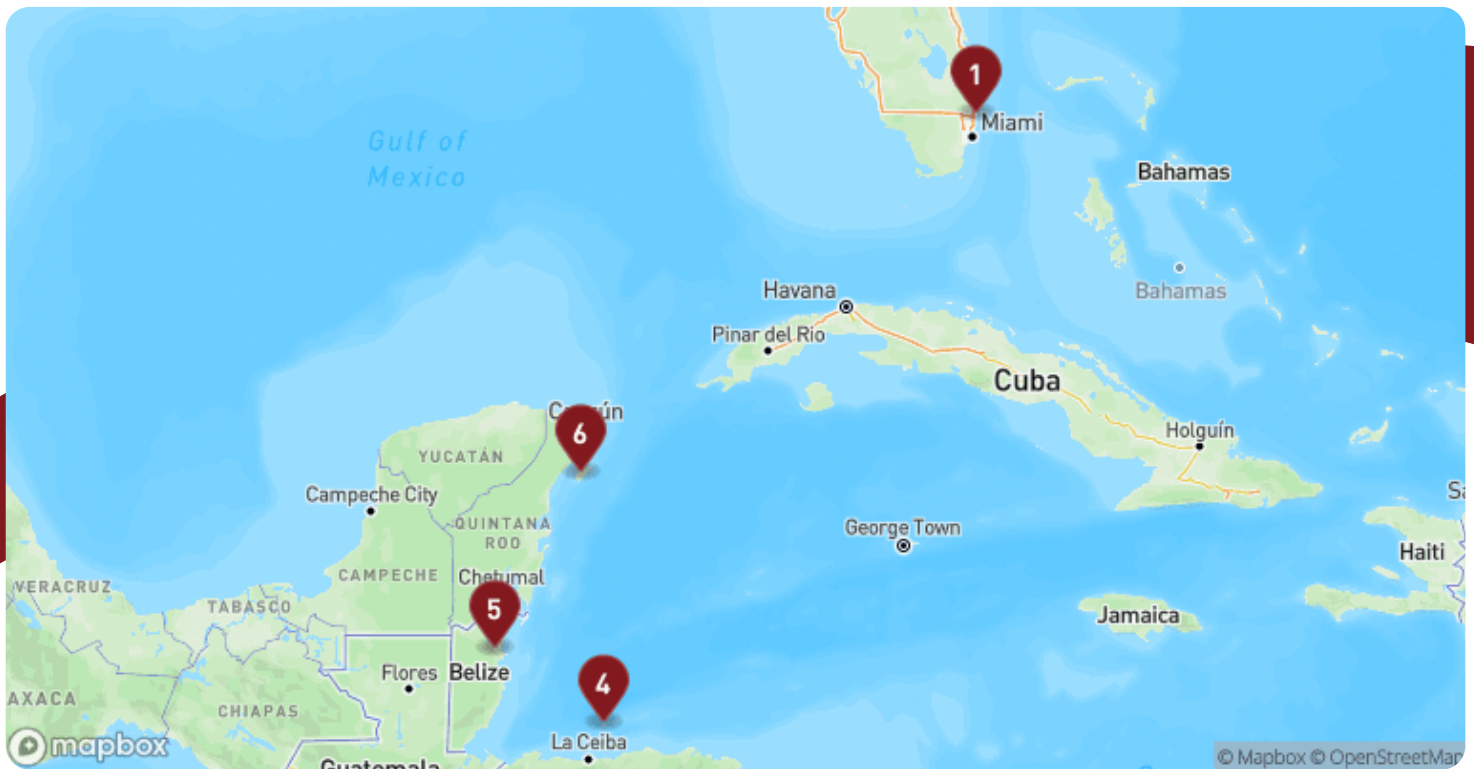 1
Miami
Gulf of
Mexico
Bahamas
Havana
Bahamas
Pinar del Rio
Cuba
6
YUCATÁN
Holguín
Campeche City
QUINTANA
ROO
George Town
Haiti
CAMPECHE
Chetumal
VERACRUZ
TABASCO
5
Jamaica
Flores
Belize
4
CHIAPAS
La Ceiba
mapbox
© Mapbox © OpenStreetMap